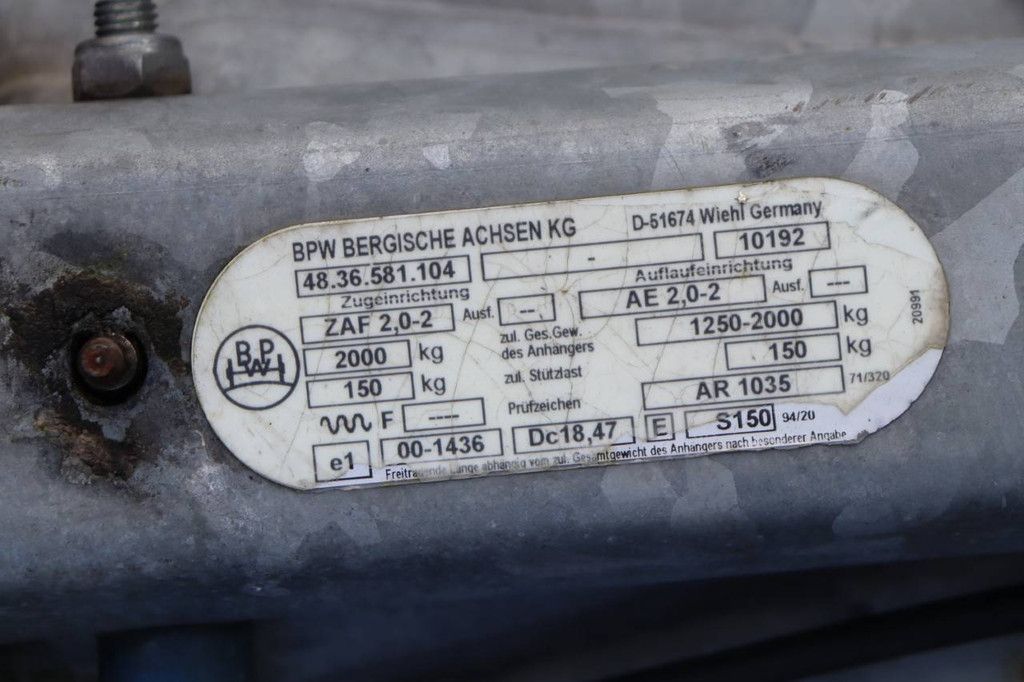 BPW BERGISCHE ACHSEN KG D-51674 Wiehl Germany
48.36.581.104 - 10192
Zugeinrichtung Auflaufeinrichtung
ZAF 2,0-2 Ausf. --- AE 2,0-2 Ausf. ---
2000 kg zul. Ges.Gew. des Anhängers 1250-2000 kg
150 kg zul. Stützlast 150 kg
F ---- Prüfzeichen AR 1035 71/320
e1 00-1436 Dc18,47 E S150 94/20
Freitragende Länge abhängig vom zul. Gesamtgewicht des Anhängers nach besonderer Angabe
20991
BPW